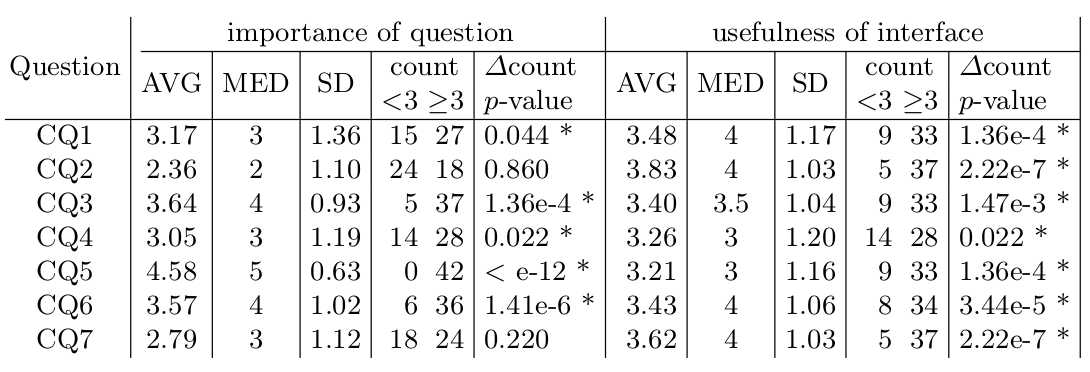 importance of question usefulness of interface
Question AVG MED SD count <3 ≥3 Δcount p-value AVG MED SD count <3 ≥3 Δcount p-value
CQ1 3.17 3 1.36 15 27 0.044 * 3.48 4 1.17 9 33 1.36e-4 *
CQ2 2.36 2 1.10 24 18 0.860 3.83 4 1.03 5 37 2.22e-7 *
CQ3 3.64 4 0.93 5 37 1.36e-4 * 3.40 3.5 1.04 9 33 1.47e-3 *
CQ4 3.05 3 1.19 14 28 0.022 * 3.26 3 1.20 14 28 0.022 *
CQ5 4.58 5 0.63 0 42 < e-12 * 3.21 3 1.16 9 33 1.36e-4 *
CQ6 3.57 4 1.02 6 36 1.41e-6 * 3.43 4 1.06 8 34 3.44e-5 *
CQ7 2.79 3 1.12 18 24 0.220 3.62 4 1.03 5 37 2.22e-7 *